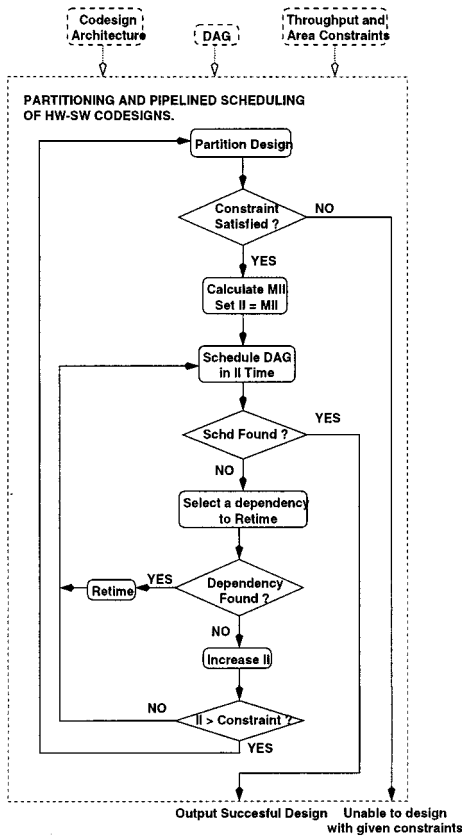 Codesign
Architecture
DAG
Throughput and
Area Constraints
PARTITIONING AND PIPELINED SCHEDULING
OF HW-SW CODESIGNS.
Partition Design
Constraint
Satisfied ?
NO
YES
Calculate MII
Set II = MII
Schedule DAG
in II Time
Schd Found ?
YES
NO
Select a dependency
to Retime
Dependency
Found ?
YES
Retime
NO
Increase II
II > Constraint ?
NO
YES
Output Succesful Design
Unable to design
with given constraints